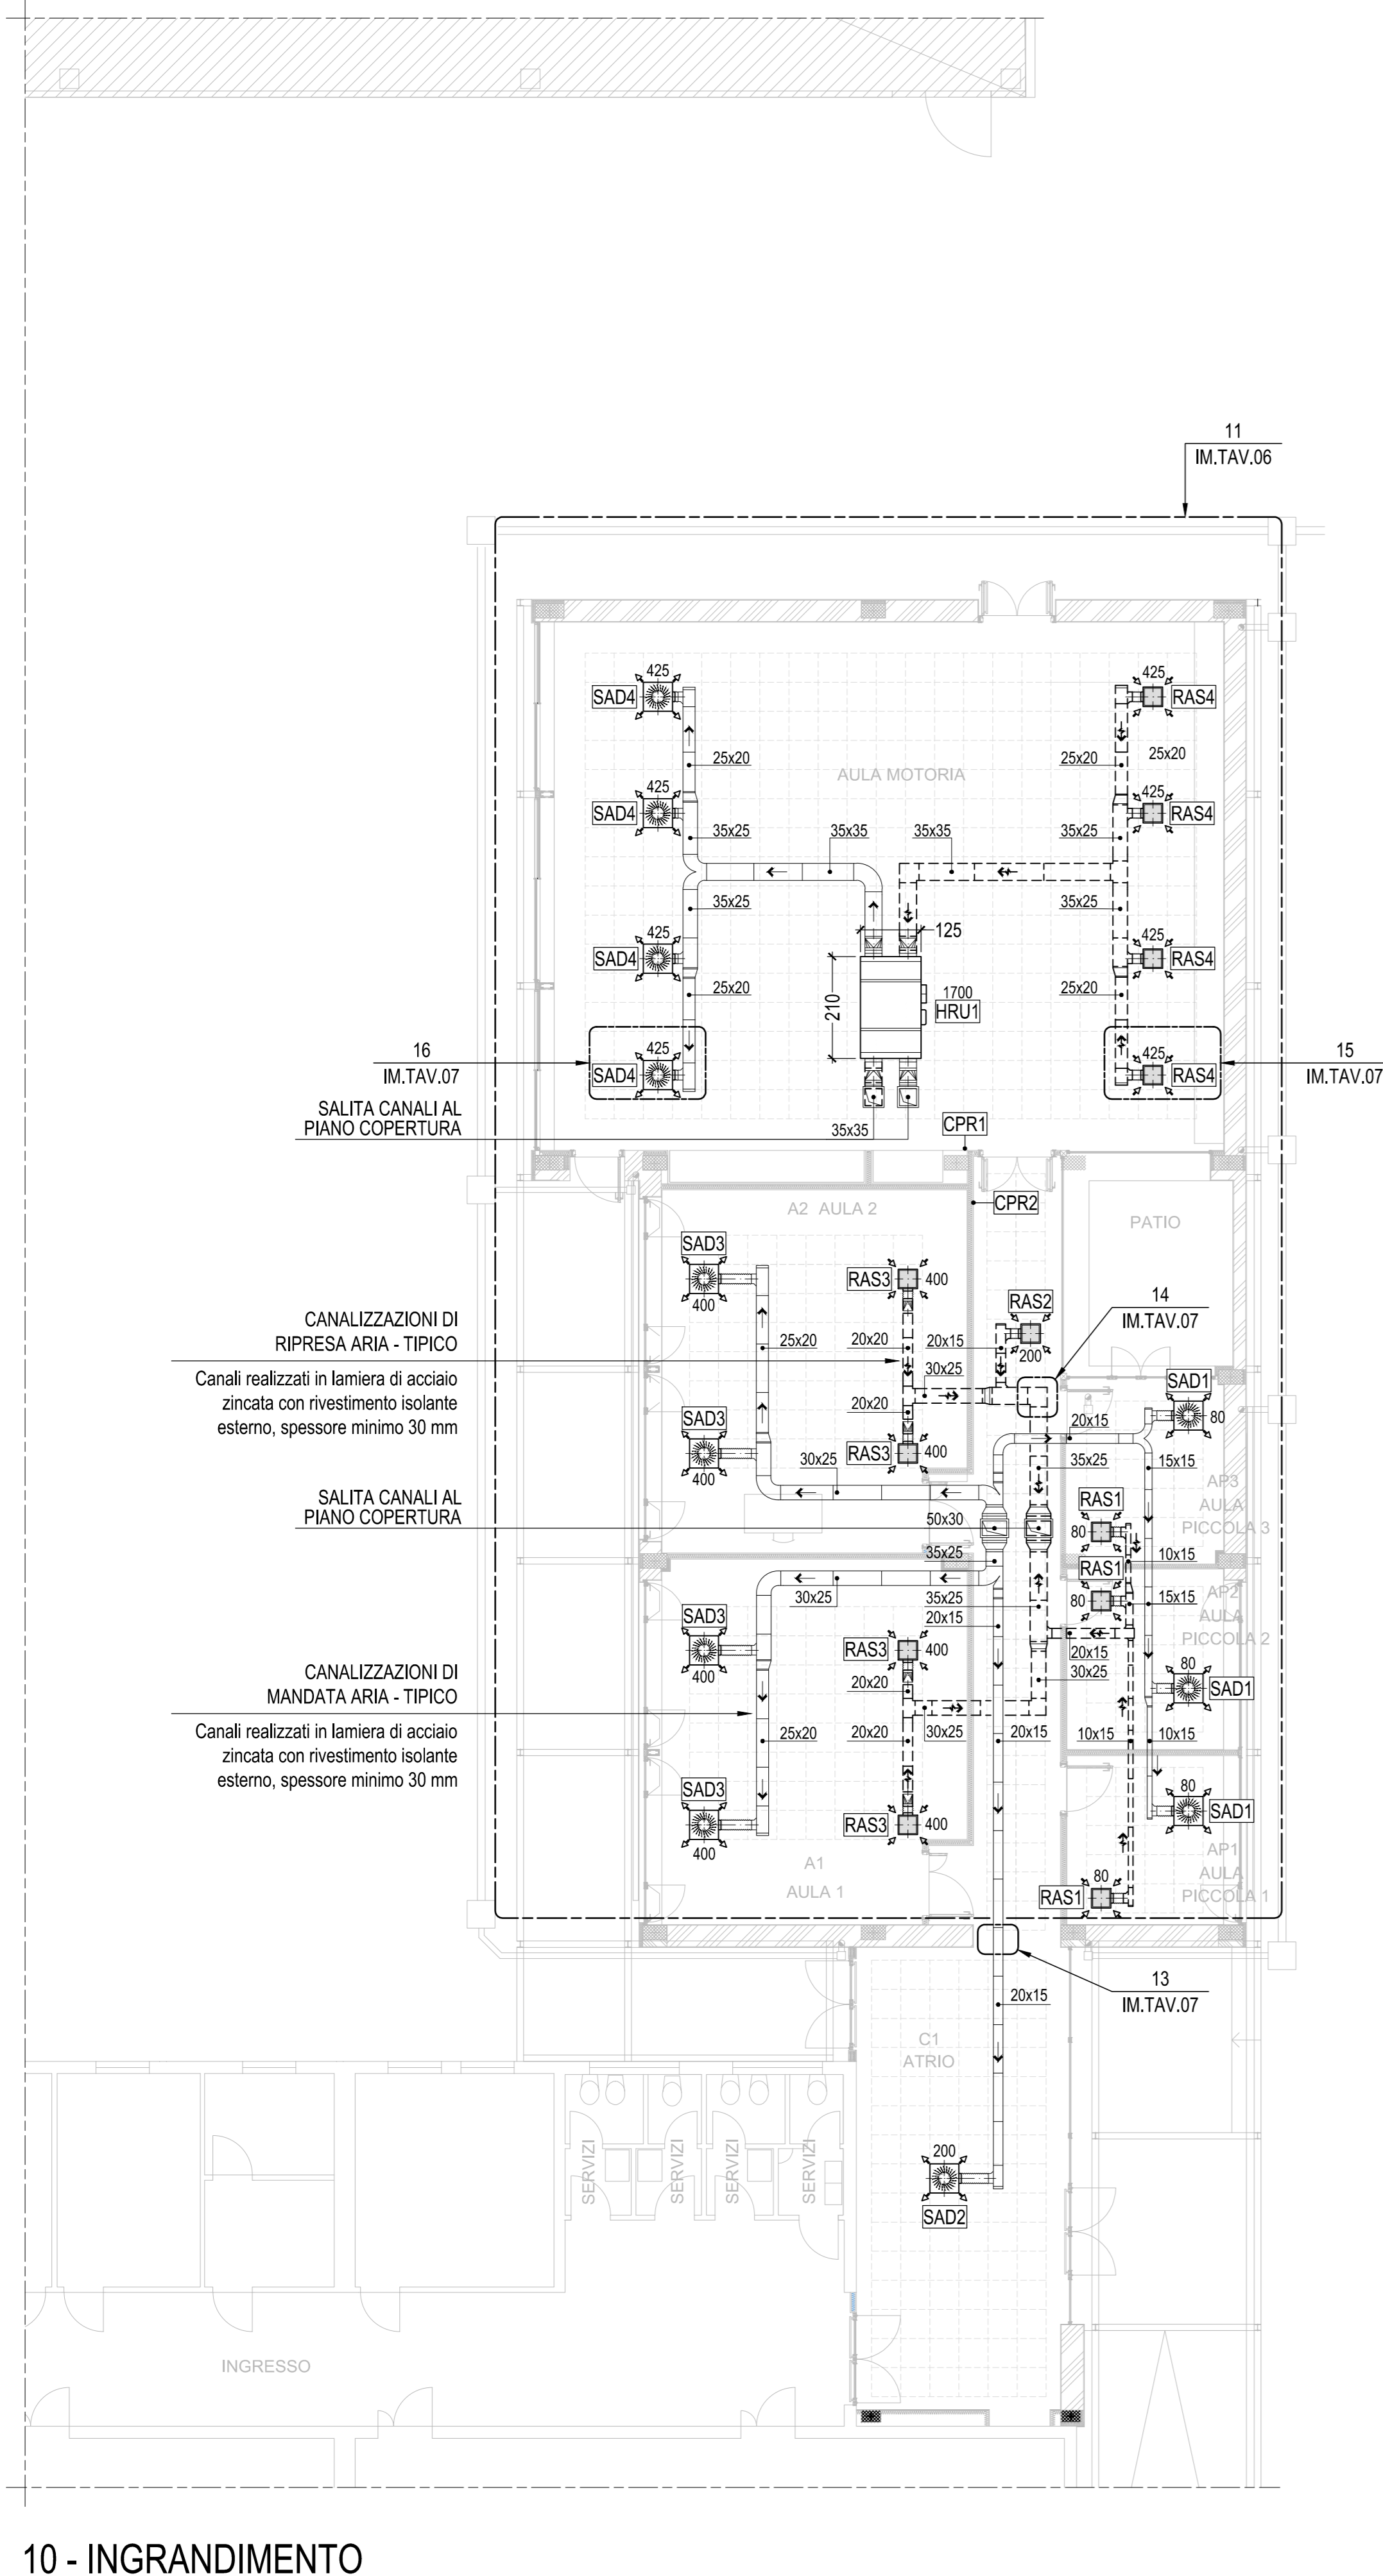 11
IM.TAV.06
425
SAD4
425
RAS4
25x20
25x20
25x20
AULA MOTORIA
425
SAD4
425
RAS4
35x25
35x35
35x35
35x25
35x25
35x25
125
425
SAD4
425
RAS4
25x20
210
1700
HRU1
25x20
16
IM.TAV.07
425
SAD4
425
RAS4
15
IM.TAV.07
SALITA CANALI AL
PIANO COPERTURA
35x35
CPR1
CPR2
A2 AULA 2
PATIO
SAD3
400
RAS3
400
RAS2
200
14
IM.TAV.07
CANALIZZAZIONI DI
RIPRESA ARIA - TIPICO
Canali realizzati in lamiera di acciaio
zincata con rivestimento isolante
esterno, spessore minimo 30 mm
25x20
20x20
20x15
30x25
20x20
SAD1
80
20x15
SAD3
400
RAS3
400
30x25
35x25
15x15
AP3
AULA
PICCOLA 3
SALITA CANALI AL
PIANO COPERTURA
50x30
RAS1
80
35x25
10x15
RAS1
80
30x25
35x25
15x15
AP2
AULA
PICCOLA 2
20x15
SAD3
400
RAS3
400
20x15
30x25
CANALIZZAZIONI DI
MANDATA ARIA - TIPICO
Canali realizzati in lamiera di acciaio
zincata con rivestimento isolante
esterno, spessore minimo 30 mm
20x20
80
SAD1
25x20
20x20
30x25
20x15
10x15
10x15
SAD3
400
RAS3
400
80
SAD1
A1
AULA 1
AP1
AULA
PICCOLA 1
80
RAS1
13
IM.TAV.07
20x15
C1
ATRIO
SERVIZI
SERVIZI
SERVIZI
SERVIZI
200
SAD2
INGRESSO
10 - INGRANDIMENTO